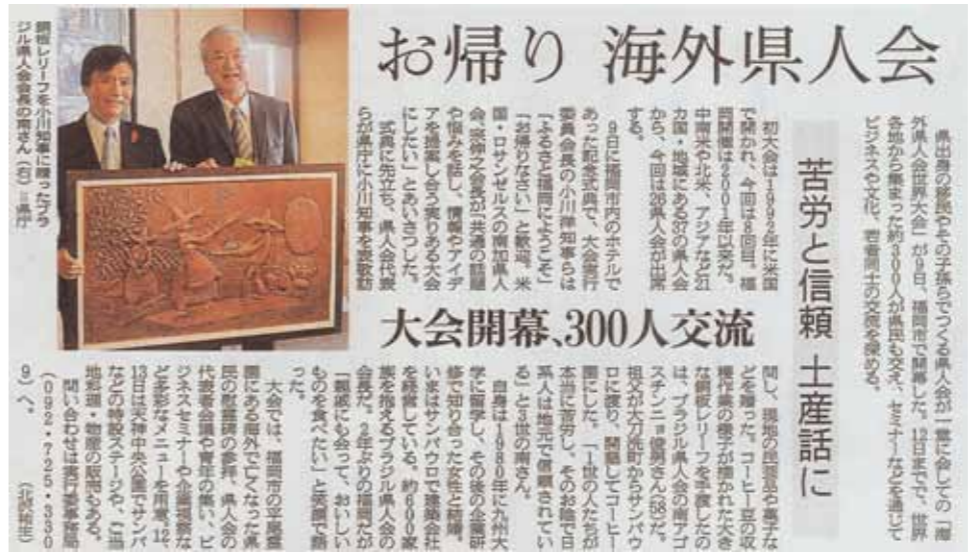 お帰り 海外県人会
苦労と信頼 土産話に
大会開幕、300人交流
県出身の移民やその子孫らでつくる県人会が一堂に会しての「海
外県人会世界大会」が9日、福岡市で開幕した。12日までで、世界
各地から集まった約300人が県民も交え、セミナーなどを通じて
ビジネスや文化、若者同士の交流を深める。
初大会は1992年に米国
で開かれ、今回は8回目。福
岡開催は2001年以来だ。
中南米や北米、アジアなど21
カ国・地域にある37の県人会
から、今回は26県人会が出席
する。
9日に福岡市内のホテルで
あった記念式典で、大会実行
委員会会長の小川洋知事らは
「ふるさと福岡にようこそ」
「お帰りなさい」と歓迎。米
国・ロサンゼルスの南加県人
会、宗伸之会長が「共通の話題
や悩みを話し、情報やアイデ
アを提案し合う実りある大会
にしたい」とあいさつした。
式典に先立ち、県人会代表
らが県庁に小川知事を表敬訪
問し、現地の民芸品や菓子な
どを贈った。コーヒー豆の収
穫作業の様子が描かれた大き
な銅板レリーフを手渡したの
は、ブラジル県人会の南アゴ
スチンニョ俊男さん(58)だ。
祖父が大刀洗町からサンパウ
ロに渡り、開墾してコーヒー
園にした。「1世の人たちが
本当に苦労し、そのお陰で日
系人は地元で信頼されてい
る」と3世の南さん。
自身は1980年に九州大
学に留学し、その後の企業研
修で知り合った女性と結婚。
いまはサンパウロで建築会社
を経営している。約600家
族を抱えるブラジル県人会の
会長だ。2年ぶりの福岡だが
「親戚にも会って、おいしい
ものを食べたい」と笑顔で語
った。
大会では、福岡市の平尾霊
園にある海外で亡くなった県
民の慰霊碑の参拝、県人会の
代表者会議や青年の集い、ビ
ジネスセミナーや企業視察な
ど多彩なメニューを用意。12、
13日は天神中央公園でサンバ
などの特設ステージや、ご当
地料理・物産の販売もある。
問い合わせは実行委事務局
(092・725・330
9)へ。
銅板レリーフを小川知事に贈ったブラ
ジル県人会会長の南さん(右)=県庁